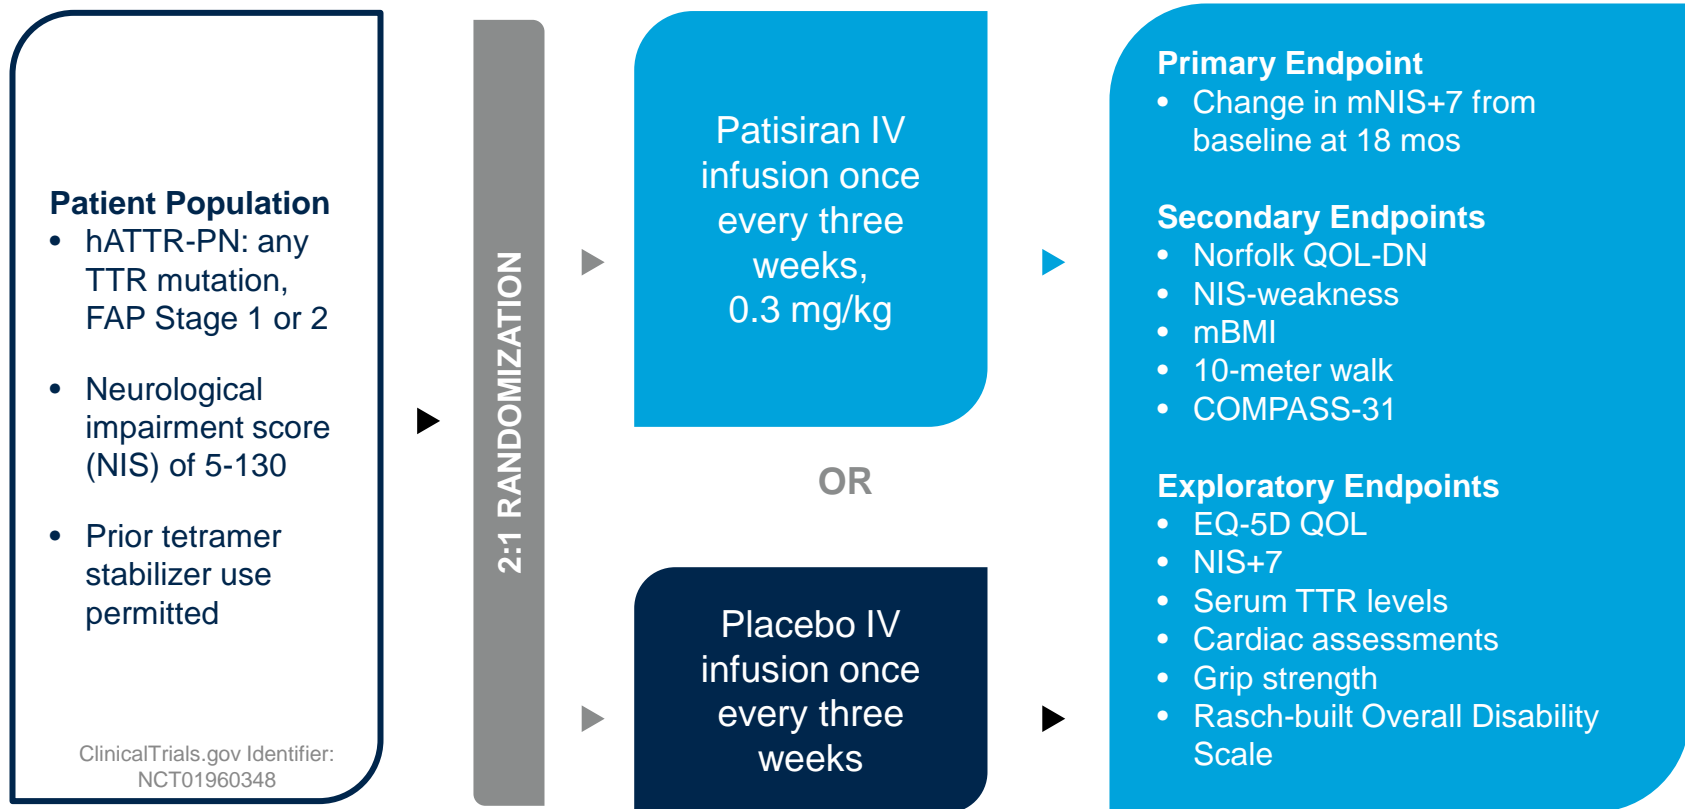 Patient Population
• hATTR-PN: any
TTR mutation,
FAP Stage 1 or 2
• Neurological
impairment score
(NIS) of 5-130
• Prior tetramer
stabilizer use
permitted
ClinicalTrials.gov Identifier:
NCT01960348
2:1 RANDOMIZATION
Patisiran IV
infusion once
every three
weeks,
0.3 mg/kg
OR
Placebo IV
infusion once
every three
weeks
Primary Endpoint
• Change in mNIS+7 from
baseline at 18 mos
Secondary Endpoints
• Norfolk QOL-DN
• NIS-weakness
• mBMI
• 10-meter walk
• COMPASS-31
Exploratory Endpoints
• EQ-5D QOL
• NIS+7
• Serum TTR levels
• Cardiac assessments
• Grip strength
• Rasch-built Overall Disability
Scale